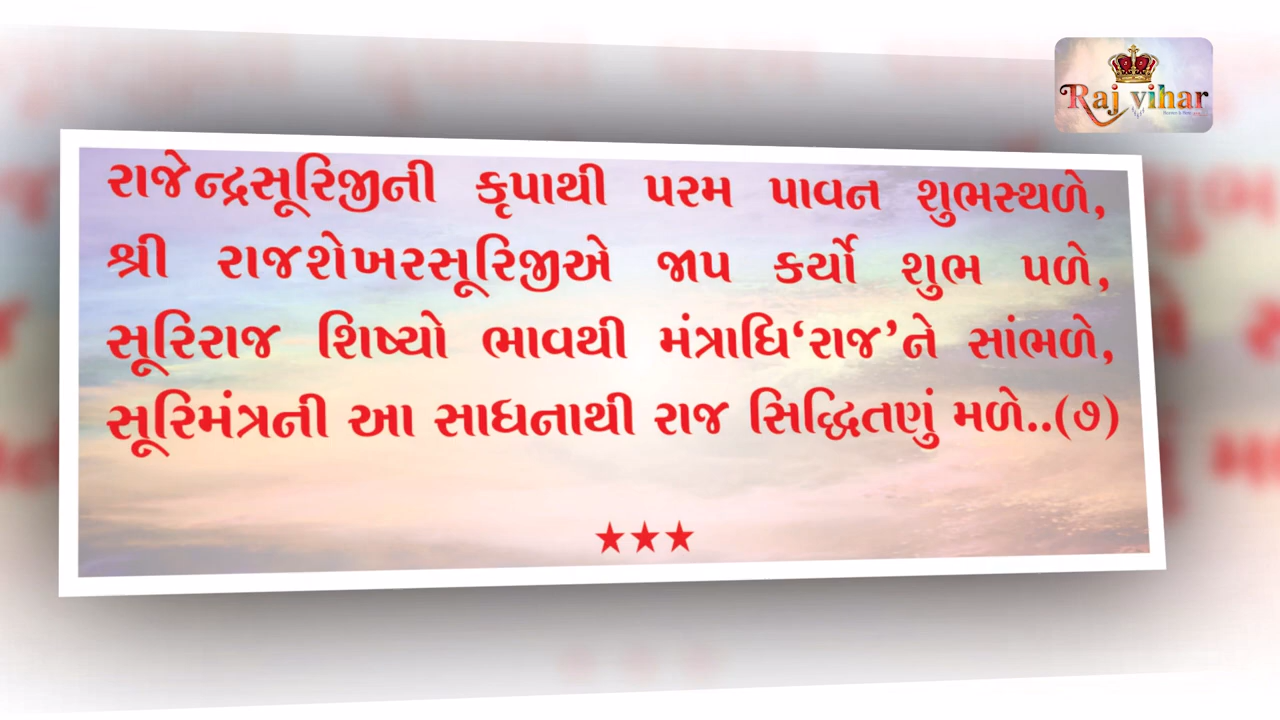 Raj vihar
રાજેન્દ્રસૂરિજીની કૃપાથી પરમ પાવન શુભસ્થળે,
શ્રી રાજશેખરસૂરિજીએ જાપ કર્યો શુભ પળે,
સૂરિરાજ શિષ્યો ભાવથી મંત્રાધિ‘રાજ’ને સાંભળે,
સૂરિમંત્રની આ સાધનાથી રાજ સિદ્ધિતણું મળે..(૭)
★★★